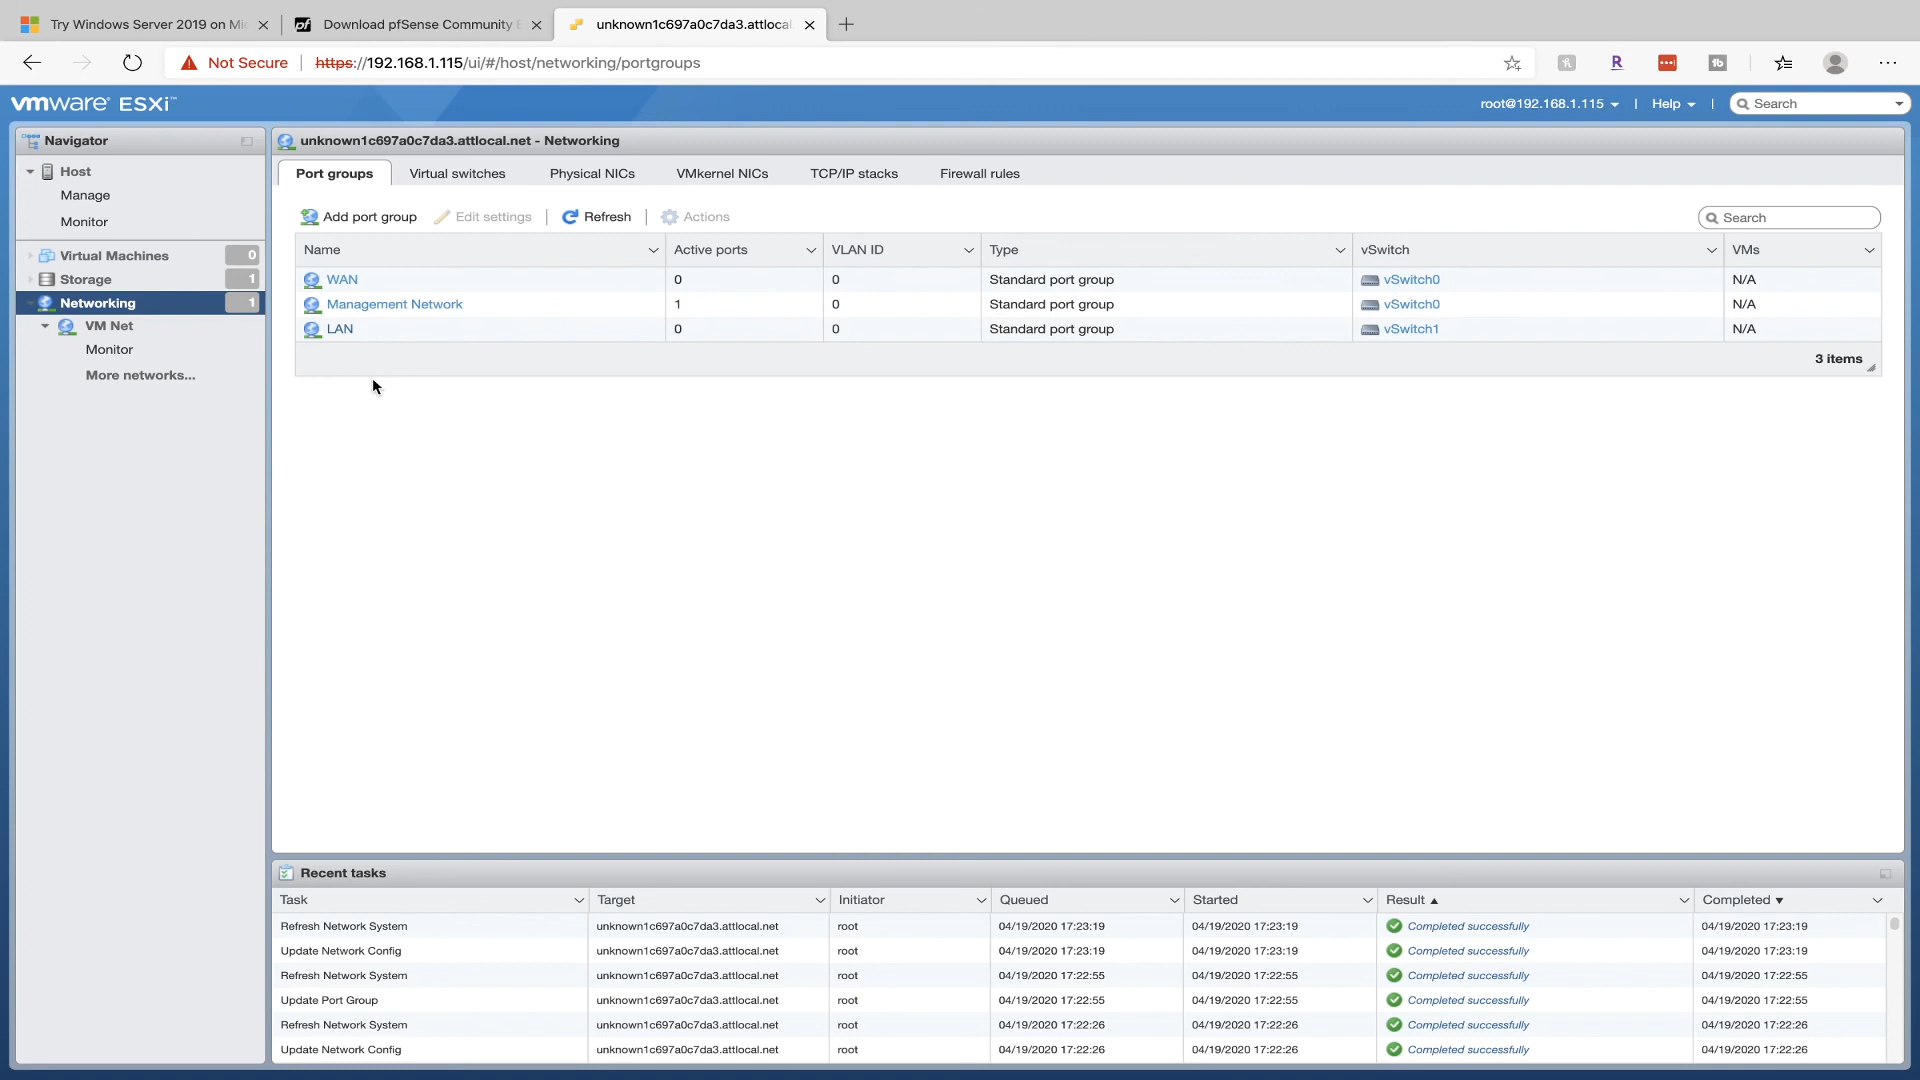 Try Windows Server 2019 on Mi
Download pfSense Community E
unknown1c697a0c7da3.attlocal.
Not Secure
https://192.168.1.115/ui/#/host/networking/portgroups
vmware ESXi™
root@192.168.1.115 | Help | Search
Navigator
Host
Manage
Monitor
Virtual Machines 0
Storage 1
Networking 1
VM Net
Monitor
More networks...
unknown1c697a0c7da3.attlocal.net - Networking
Port groups Virtual switches Physical NICs VMkernel NICs TCP/IP stacks Firewall rules
Add port group Edit settings | Refresh | Actions Search
Name Active ports VLAN ID Type vSwitch VMs
WAN 0 0 Standard port group vSwitch0 N/A
Management Network 1 0 Standard port group vSwitch0 N/A
LAN 0 0 Standard port group vSwitch1 N/A
3 items
Recent tasks
Task Target Initiator Queued Started Result ▲ Completed ▼
Refresh Network System unknown1c697a0c7da3.attlocal.net root 04/19/2020 17:23:19 04/19/2020 17:23:19 Completed successfully 04/19/2020 17:23:19
Update Network Config unknown1c697a0c7da3.attlocal.net root 04/19/2020 17:23:19 04/19/2020 17:23:19 Completed successfully 04/19/2020 17:23:19
Refresh Network System unknown1c697a0c7da3.attlocal.net root 04/19/2020 17:22:55 04/19/2020 17:22:55 Completed successfully 04/19/2020 17:22:55
Update Port Group unknown1c697a0c7da3.attlocal.net root 04/19/2020 17:22:55 04/19/2020 17:22:55 Completed successfully 04/19/2020 17:22:55
Refresh Network System unknown1c697a0c7da3.attlocal.net root 04/19/2020 17:22:26 04/19/2020 17:22:26 Completed successfully 04/19/2020 17:22:26
Update Network Config unknown1c697a0c7da3.attlocal.net root 04/19/2020 17:22:26 04/19/2020 17:22:26 Completed successfully 04/19/2020 17:22:26